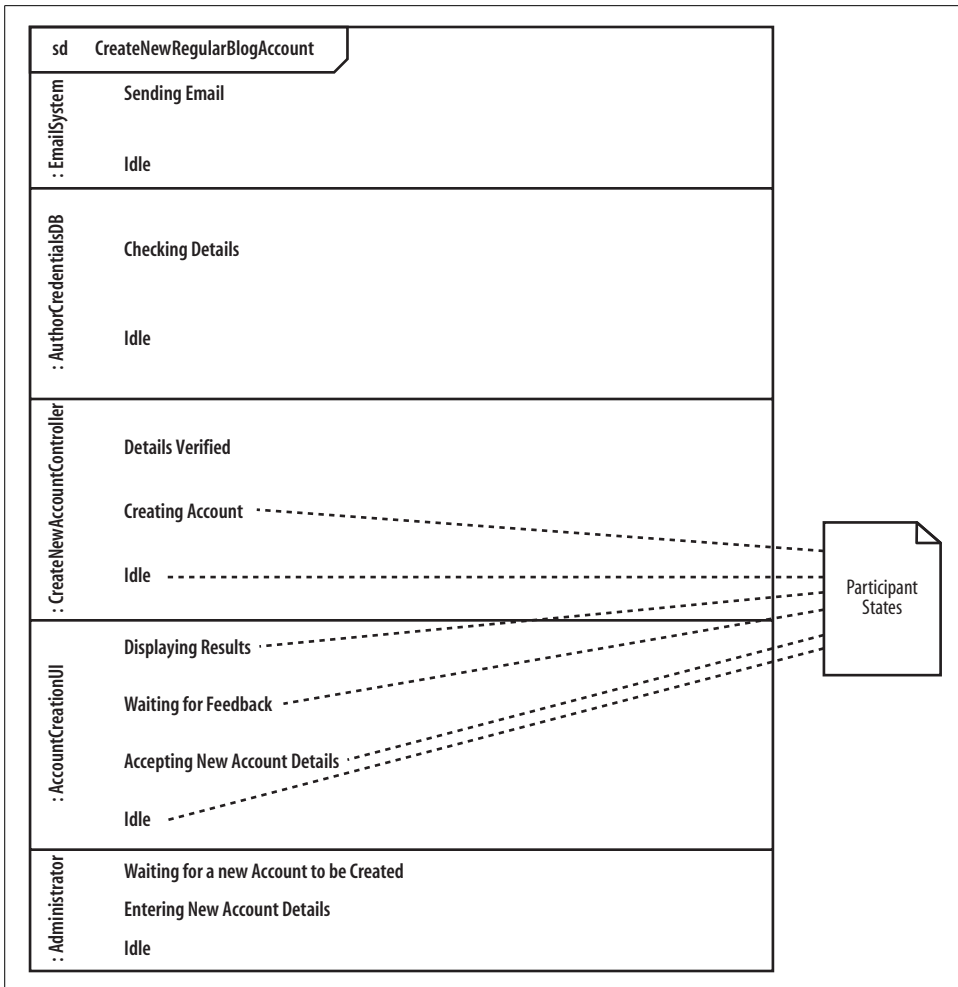 sd CreateNewRegularBlogAccount
: EmailSystem
Sending Email
Idle
: AuthorCredentialsDB
Checking Details
Idle
: CreateNewAccountController
Details Verified
Creating Account
Idle
Participant
States
: AccountCreationUI
Displaying Results
Waiting for Feedback
Accepting New Account Details
Idle
: Administrator
Waiting for a new Account to be Created
Entering New Account Details
Idle